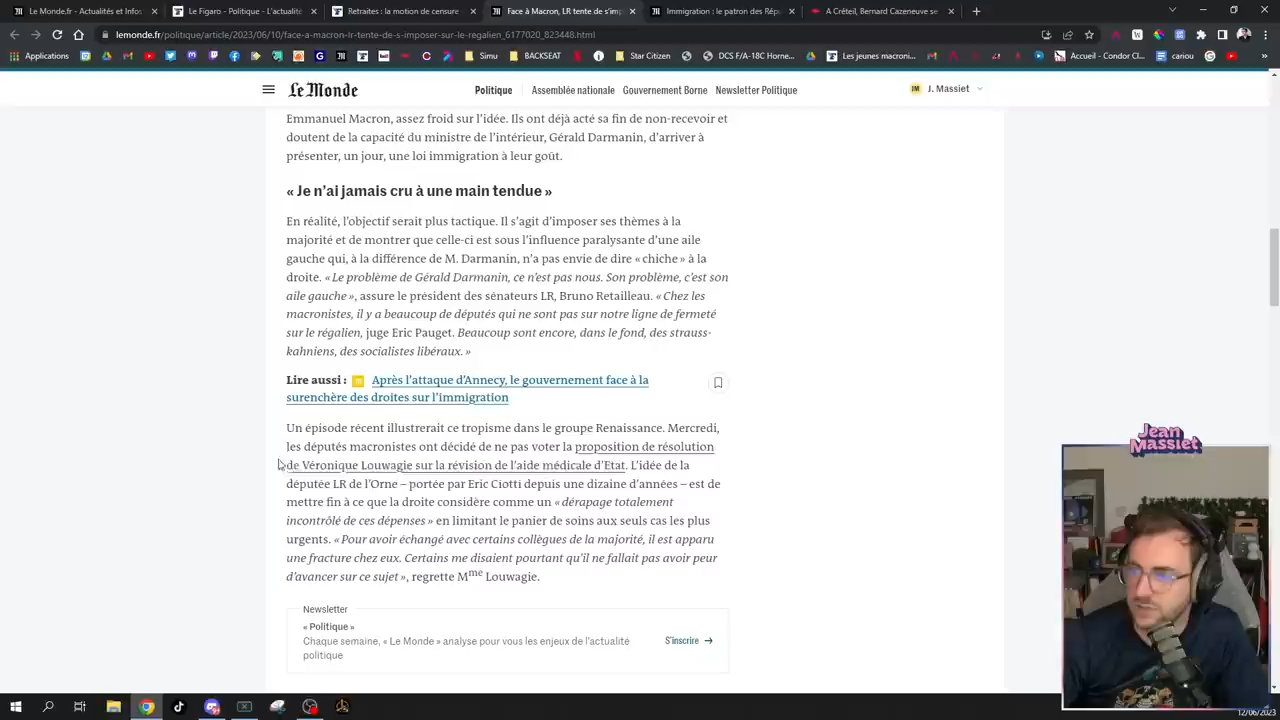 Le Monde.fr - Actualités et Infos
Le Figaro - Politique - L'actualité
Retraites : la motion de censure
Face à Macron, LR tente de s'imp
Immigration : le patron des Rép
A Créteil, Bernard Cazeneuve se
lemonde.fr/politique/article/2023/06/10/face-a-macron-lr-tente-de-s-imposer-sur-le-regalien_6177020_823448.html
Applications
Simu
BACKSEAT
Star Citizen
DCS F/A-18C Horne...
Les jeunes macroni...
Accueil - Condor Cl...
cariou
Le Monde
Politique
Assemblée nationale
Gouvernement Borne
Newsletter Politique
JM
J. Massiet
Emmanuel Macron, assez froid sur l'idée. Ils ont déjà acté sa fin de non-recevoir et
doutent de la capacité du ministre de l'intérieur, Gérald Darmanin, d'arriver à
présenter, un jour, une loi immigration à leur goût.
« Je n'ai jamais cru à une main tendue »
En réalité, l'objectif serait plus tactique. Il s'agit d'imposer ses thèmes à la
majorité et de montrer que celle-ci est sous l'influence paralysante d'une aile
gauche qui, à la différence de M. Darmanin, n'a pas envie de dire « chiche » à la
droite. « Le problème de Gérald Darmanin, ce n'est pas nous. Son problème, c'est son
aile gauche », assure le président des sénateurs LR, Bruno Retailleau. « Chez les
macronistes, il y a beaucoup de députés qui ne sont pas sur notre ligne de fermeté
sur le régalien, juge Eric Pauget. Beaucoup sont encore, dans le fond, des strauss-
kahniens, des socialistes libéraux. »
Lire aussi : Après l'attaque d'Annecy, le gouvernement face à la
surenchère des droites sur l'immigration
Un épisode récent illustrerait ce tropisme dans le groupe Renaissance. Mercredi,
les députés macronistes ont décidé de ne pas voter la proposition de résolution
de Véronique Louwagie sur la révision de l'aide médicale d'Etat. L'idée de la
députée LR de l'Orne – portée par Eric Ciotti depuis une dizaine d'années – est de
mettre fin à ce que la droite considère comme un « dérapage totalement
incontrôlé de ces dépenses » en limitant le panier de soins aux seuls cas les plus
urgents. « Pour avoir échangé avec certains collègues de la majorité, il est apparu
une fracture chez eux. Certains me disaient pourtant qu'il ne fallait pas avoir peur
d'avancer sur ce sujet », regrette Mme Louwagie.
Newsletter
« Politique »
Chaque semaine, « Le Monde » analyse pour vous les enjeux de l'actualité
politique
S'inscrire
Jean
Massiet
12/06/2023